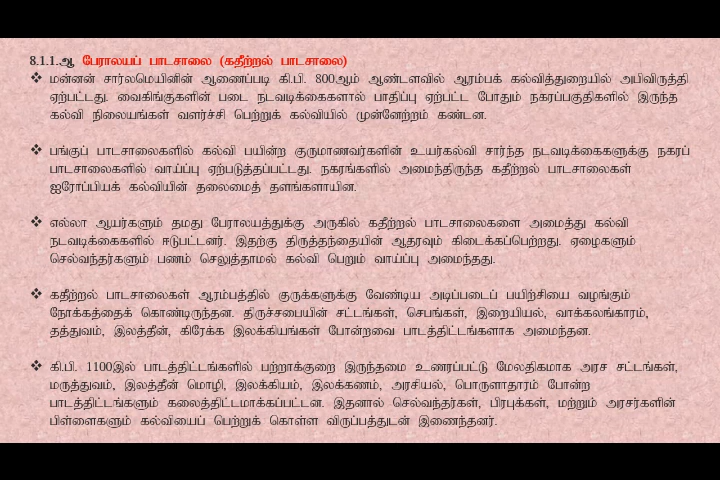 8.1.1.ஆ பேராலயப் பாடசாலை (கதீற்றல் பாடசாலை)
❖ மன்னன் சார்லமெயினின் ஆணைப்படி கி.பி. 800ஆம் ஆண்டளவில் ஆரம்பக் கல்வித்துறையில் அபிவிருத்தி
ஏற்பட்டது. வைகிங்குகளின் படை நடவடிக்கைகளால் பாதிப்பு ஏற்பட்ட போதும் நகரப்பகுதிகளில் இருந்த
கல்வி நிலையங்கள் வளர்ச்சி பெற்றுக் கல்வியில் முன்னேற்றம் கண்டன.
❖ பங்குப் பாடசாலைகளில் கல்வி பயின்ற குருமாணவர்களின் உயர்கல்வி சார்ந்த நடவடிக்கைகளுக்கு நகரப்
பாடசாலைகளில் வாய்ப்பு ஏற்படுத்தப்பட்டது. நகரங்களில் அமைந்திருந்த கதீற்றல் பாடசாலைகள்
ஐரோப்பியக் கல்வியின் தலைமைத் தளங்களாயின.
❖ எல்லா ஆயர்களும் தமது பேராலயத்துக்கு அருகில் கதீற்றல் பாடசாலைகளை அமைத்து கல்வி
நடவடிக்கைகளில் ஈடுபட்டனர். இதற்கு திருத்தந்தையின் ஆதரவும் கிடைக்கப்பெற்றது. ஏழைகளும்
செல்வந்தர்களும் பணம் செலுத்தாமல் கல்வி பெறும் வாய்ப்பு அமைந்தது.
❖ கதீற்றல் பாடசாலைகள் ஆரம்பத்தில் குருக்களுக்கு வேண்டிய அடிப்படைப் பயிற்சியை வழங்கும்
நோக்கத்தைக் கொண்டிருந்தன. திருச்சபையின் சட்டங்கள், செபங்கள், இறையியல், வாக்கலங்காரம்,
தத்துவம், இலத்தீன், கிரேக்க இலக்கியங்கள் போன்றவை பாடத்திட்டங்களாக அமைந்தன.
❖ கி.பி. 1100இல் பாடத்திட்டங்களில் பற்றாக்குறை இருந்தமை உணரப்பட்டு மேலதிகமாக அரச சட்டங்கள்,
மருத்துவம், இலத்தீன் மொழி, இலக்கியம், இலக்கணம், அரசியல், பொருளாதாரம் போன்ற
பாடத்திட்டங்களும் கலைத்திட்டமாக்கப்பட்டன. இதனால் செல்வந்தர்கள், பிரபுக்கள், மற்றும் அரசர்களின்
பிள்ளைகளும் கல்வியைப் பெற்றுக் கொள்ள விருப்பத்துடன் இணைந்தனர்.